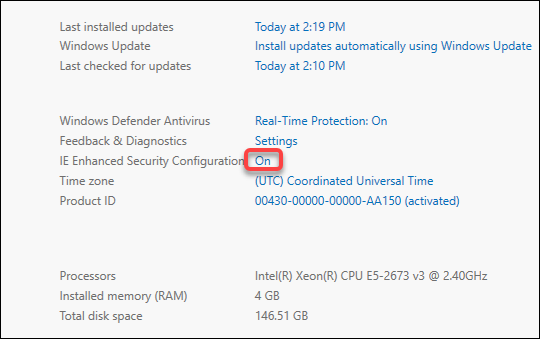 Last installed updates Today at 2:19 PM
Windows Update Install updates automatically using Windows Update
Last checked for updates Today at 2:10 PM
Windows Defender Antivirus Real-Time Protection: On
Feedback & Diagnostics Settings
IE Enhanced Security Configuration On
Time zone (UTC) Coordinated Universal Time
Product ID 00430-00000-00000-AA150 (activated)
Processors Intel(R) Xeon(R) CPU E5-2673 v3 @ 2.40GHz
Installed memory (RAM) 4 GB
Total disk space 146.51 GB